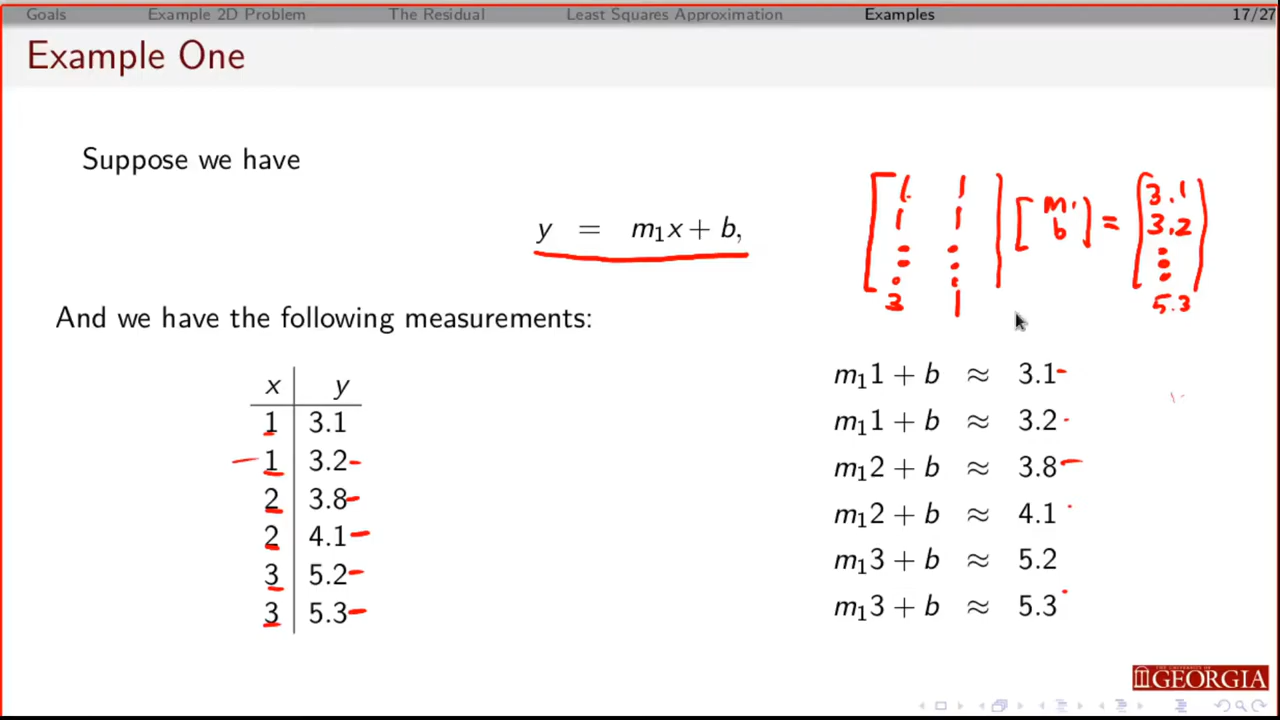 Goals Example 2D Problem The Residual Least Squares Approximation Examples 17/27
Example One
Suppose we have
y = m₁x + b,
And we have the following measurements:
x y
1 3.1
1 3.2
2 3.8
2 4.1
3 5.2
3 5.3
1 1 m₁ 3.1
1 1 b = 3.2
⋮ ⋮ ⋮
3 1 5.3
m₁1 + b ≈ 3.1
m₁1 + b ≈ 3.2
m₁2 + b ≈ 3.8
m₁2 + b ≈ 4.1
m₁3 + b ≈ 5.2
m₁3 + b ≈ 5.3
GEORGIA